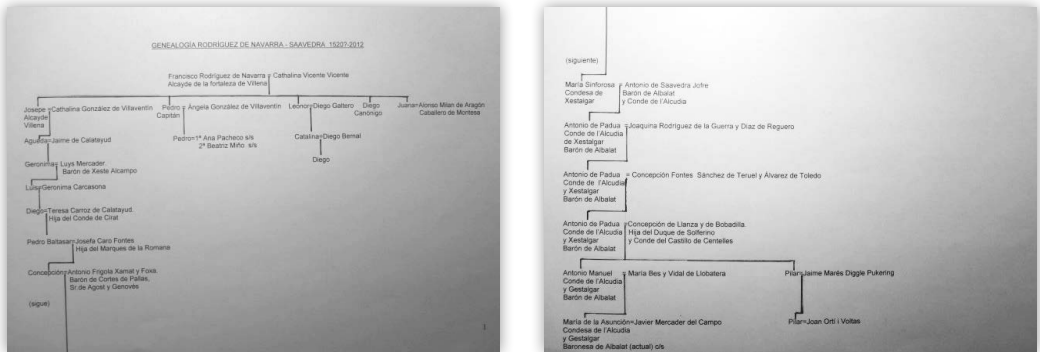 GENEALOGÍA RODRÍGUEZ DE NAVARRA - SAAVEDRA 1520?-2012
Francisco Rodríguez de Navarra = Cathalina Vicente Vicente
Alcayde de la fortaleza de Villena
Josepe =Cathalina González de Villaventín
Alcayde
Villena
Pedro = Ángela González de Villaventín
Capitán
Leonor=Diego Galtero
Diego
Canónigo
Juana=Alonso Milan de Aragón
Caballero de Montesa
Agueda=Jaime de Calatayud
Pedro=1ª Ana Pacheco s/s
2ª Beatriz Miño s/s
Catalina=Diego Bernal
Diego
Geronima= Luys Mercader
Barón de Xeste Alcampo
Luis=Geronima Carcasona
Diego=Teresa Carroz de Calatayud
Hija del Conde de Cirat
Pedro Baltasar=Josefa Caro Fontes
Hija del Marques de la Romana
Concepción=Antonio Frigola Xamat y Foxa.
Barón de Cortes de Pallas,
Sr.de Agost y Genovés
(sigue)
1
(siguiente)
María Sinforosa = Antonio de Saavedra Jofre
Condesa de Barón de Albalat
Xestalgar y Conde de l'Alcudia
Antonio de Padua =Joaquina Rodríguez de la Guerra y Diaz de Reguero
Conde de l'Alcudia
de Xestalgar
Barón de Albalat
Antonio de Padua = Concepción Fontes Sánchez de Teruel y Álvarez de Toledo
Conde de l'Alcudia
y Xestalgar
Barón de Albalat
Antonio de Padua =Concepción de Llanza y de Bobadilla
Conde de l'Alcudia Hija del Duque de Solferino
y Xestalgar y Conde del Castillo de Centelles
Barón de Albalat
Antonio Manuel = María Bes y Vidal de Llobatera
Conde de l'Alcudia
y Gestalgar
Barón de Albalat
Pilar=Jaime Marés Diggle Pukering
María de la Asunción=Javier Mercader del Campo
Condesa de l'Alcudia
y Gestalgar
Baronesa de Albalat (actual) c/s
Pilar=Joan Ortí i Voltas